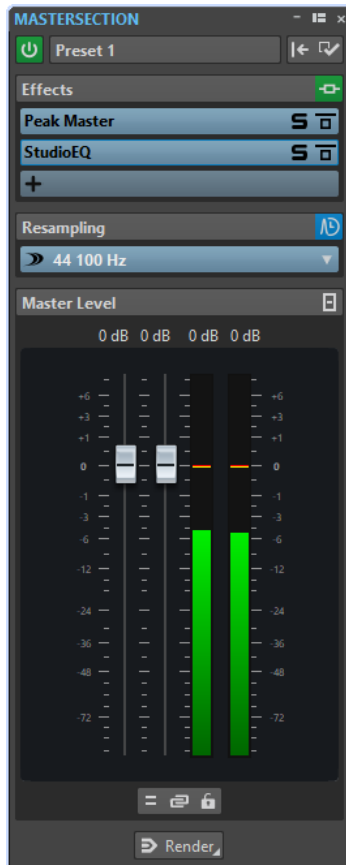 MASTERSECTION
Preset 1
Effects
Peak Master S
StudioEQ S
+
Resampling
44 100 Hz
Master Level
0 dB 0 dB 0 dB 0 dB
+6 +6
+3 +3
+1 +1
0 0
-1 -1
-3 -3
-6 -6
-12 -12
-24 -24
-36 -36
-48 -48
-72 -72
Render